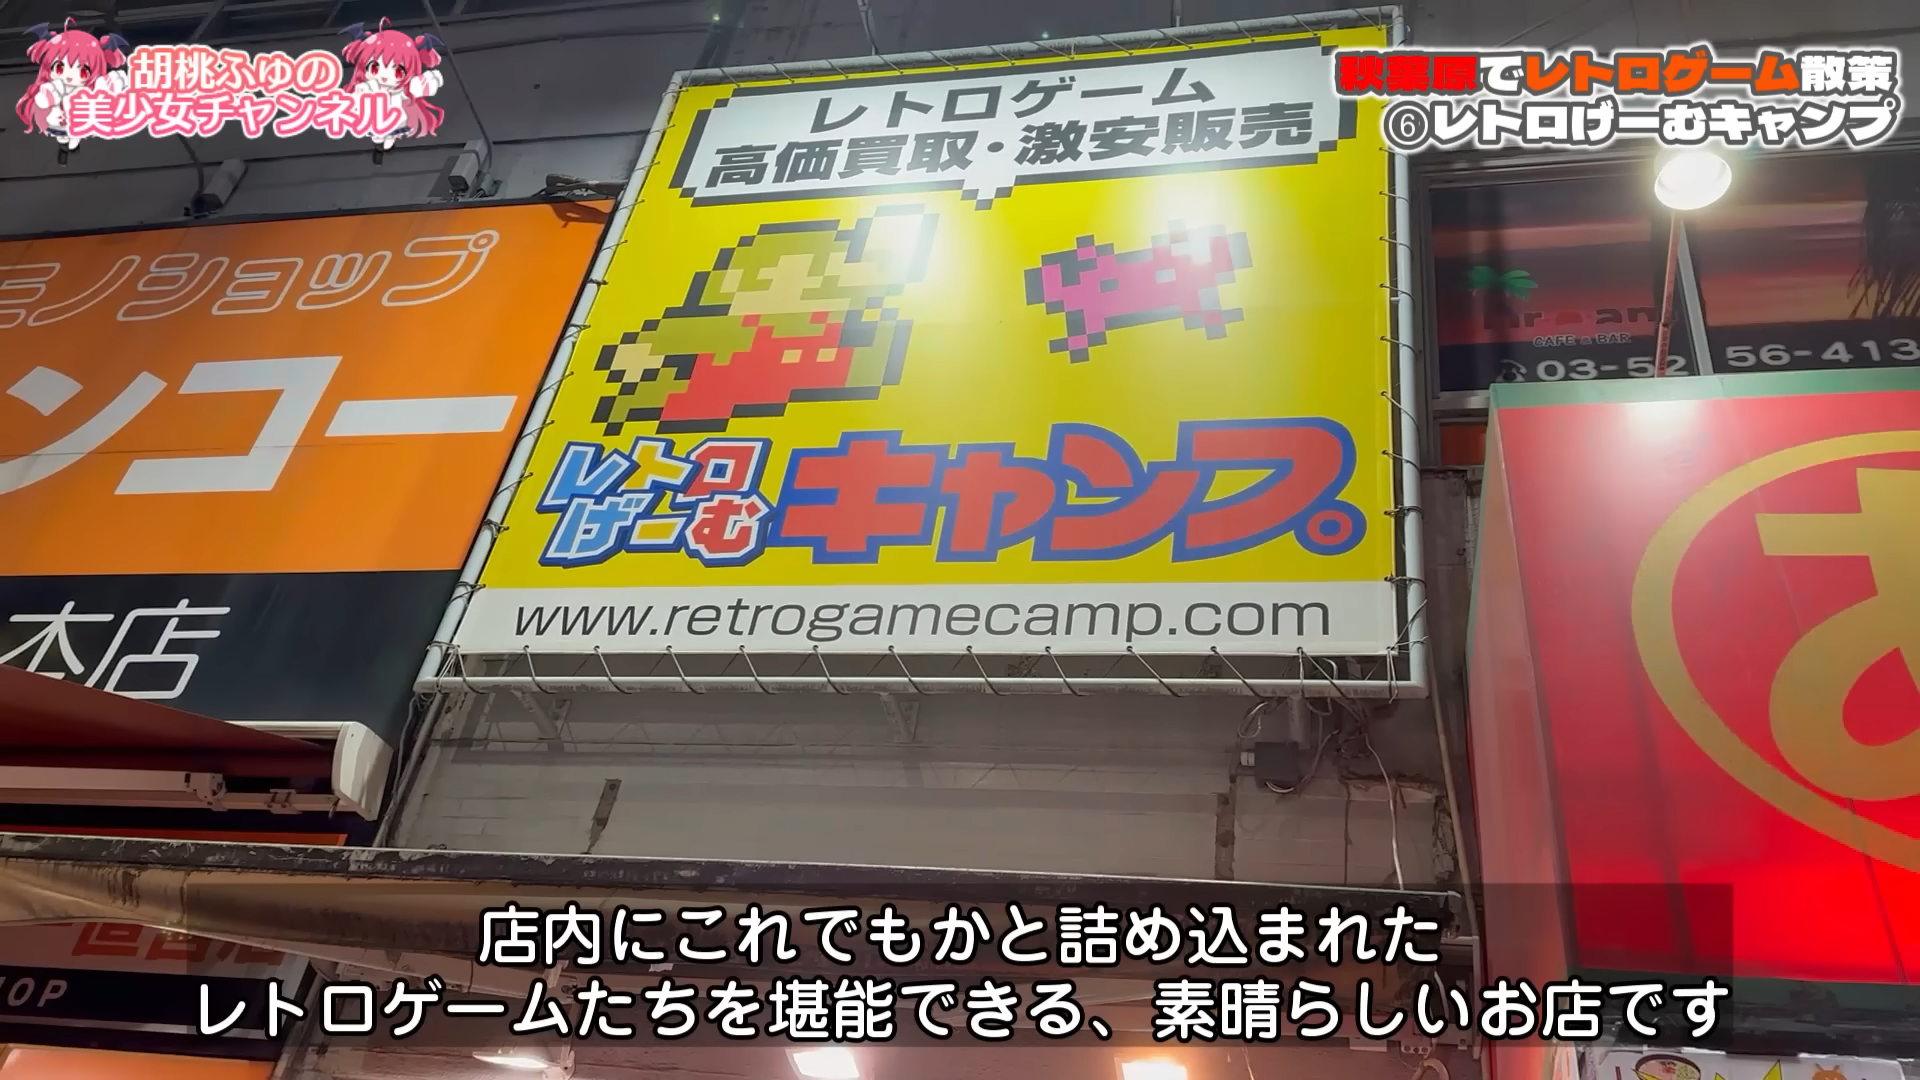 胡桃ふゅの
美少女チャンネル
秋葉原でレトロゲーム散策
⑥レトロげーむキャンプ
レトロゲーム
高価買取・激安販売
モノショップ
ンコー
本店
レトロ
げーむ
キャンプ。
www.retrogamecamp.com
CAFE & BAR
03-5256-413
あ
HOP
店内にこれでもかと詰め込まれた
レトロゲームたちを堪能できる、素晴らしいお店です